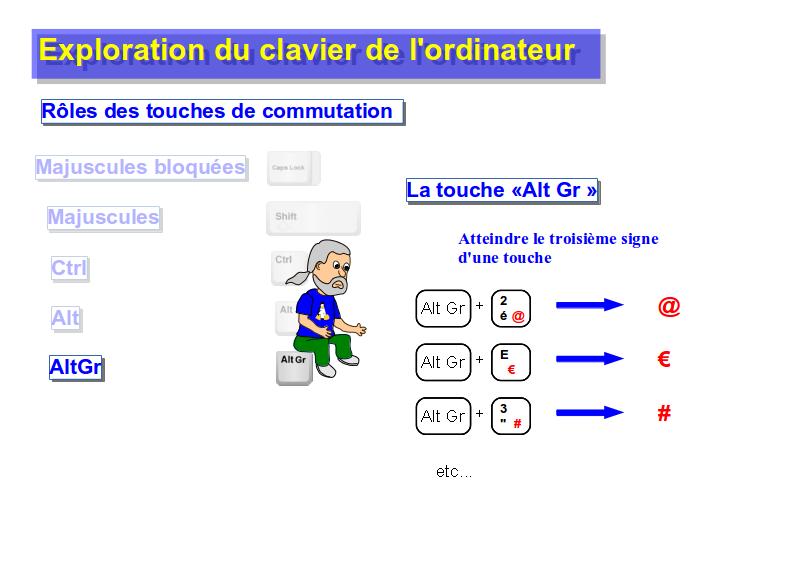 Exploration du clavier de l'ordinateur
Rôles des touches de commutation
Majuscules bloquées
Caps Lock
Majuscules
Shift
Ctrl
Ctrl
Alt
Alt
AltGr
Alt Gr
La touche «Alt Gr »
Atteindre le troisième signe
d'une touche
Alt Gr + 2 é @ @
Alt Gr + E € €
Alt Gr + 3 " # #
etc...